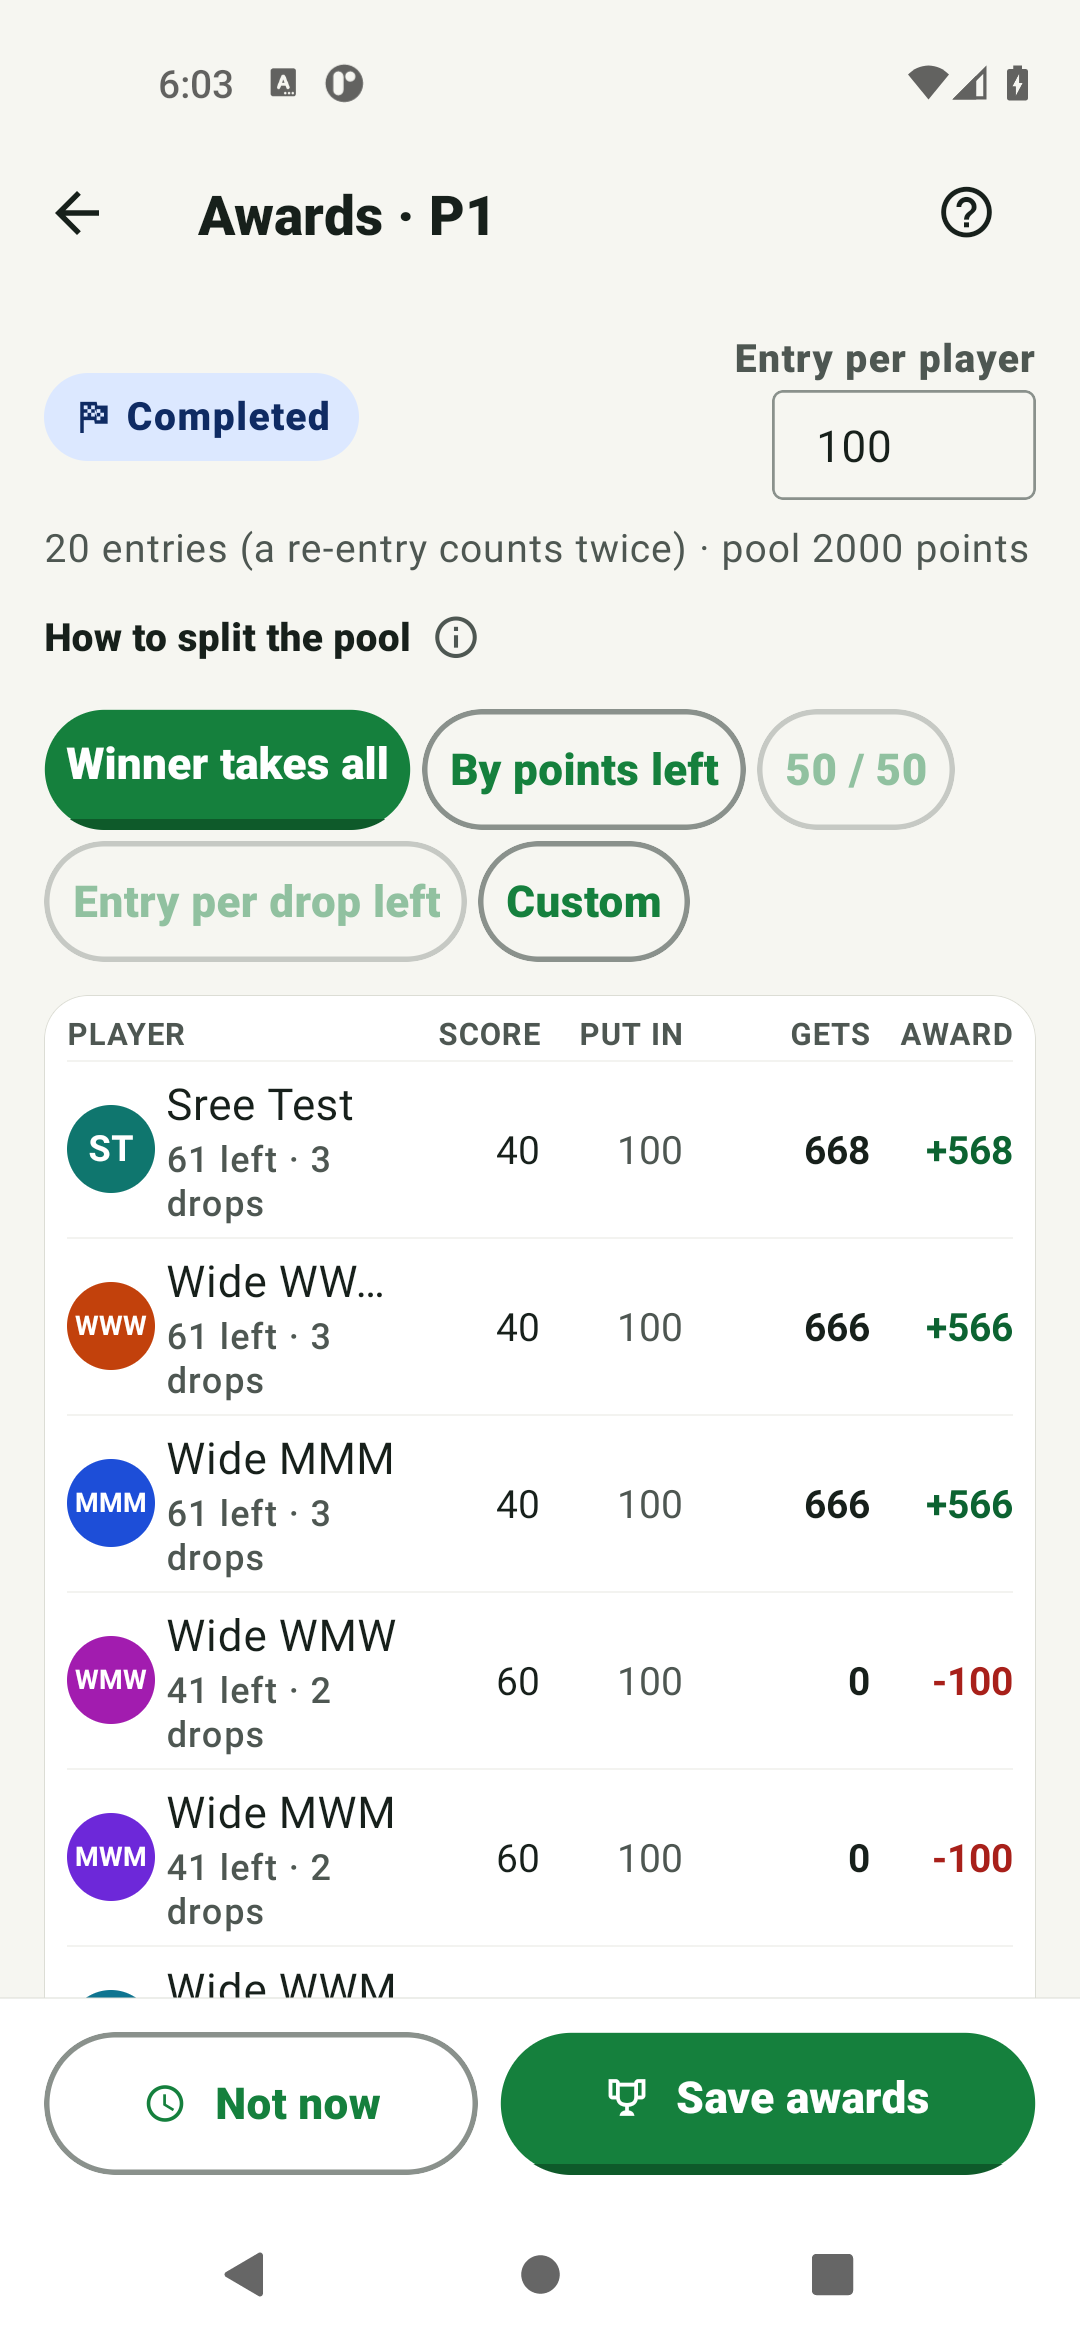 6:03
Awards · P1
Entry per player
Completed
100
20 entries (a re-entry counts twice) · pool 2000 points
How to split the pool
Winner takes all
By points left
50 / 50
Entry per drop left
Custom
PLAYER SCORE PUT IN GETS AWARD
ST
Sree Test
61 left · 3
drops
40 100 668 +568
WWW
Wide WW...
61 left · 3
drops
40 100 666 +566
MMM
Wide MMM
61 left · 3
drops
40 100 666 +566
WMW
Wide WMW
41 left · 2
drops
60 100 0 -100
MWM
Wide MWM
41 left · 2
drops
60 100 0 -100
Wide WWM
Not now
Save awards